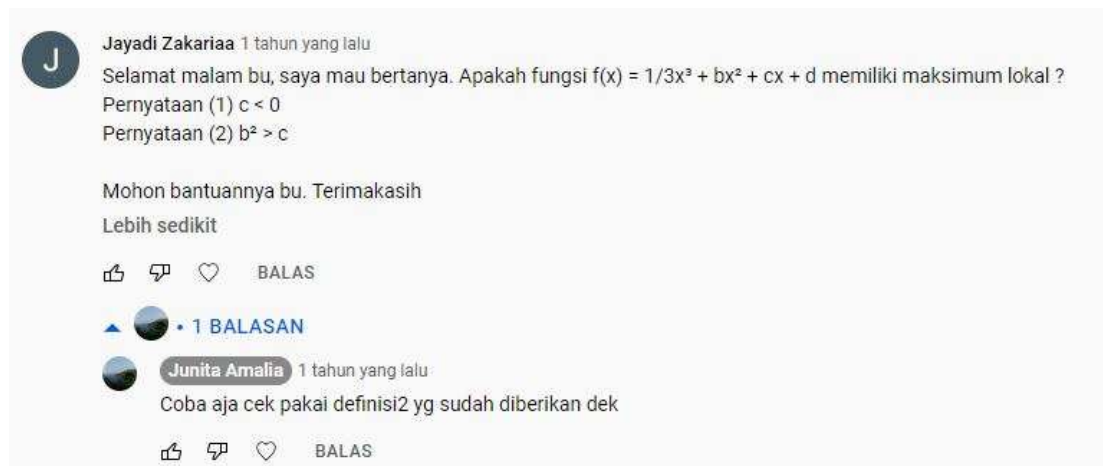 J
Jayadi Zakariaa 1 tahun yang lalu
Selamat malam bu, saya mau bertanya. Apakah fungsi f(x) = 1/3x³ + bx² + cx + d memiliki maksimum lokal ?
Pernyataan (1) c < 0
Pernyataan (2) b² > c
Mohon bantuannya bu. Terimakasih
Lebih sedikit
BALAS
• 1 BALASAN
Junita Amalia 1 tahun yang lalu
Coba aja cek pakai definisi2 yg sudah diberikan dek
BALAS